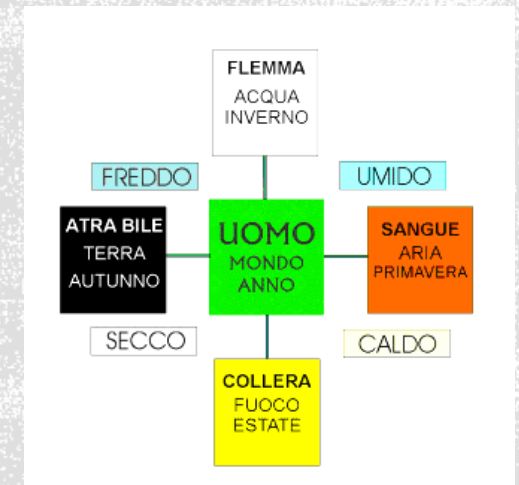 FLEMMA
ACQUA
INVERNO
FREDDO
UMIDO
ATRA BILE
TERRA
AUTUNNO
UOMO
MONDO
ANNO
SANGUE
ARIA
PRIMAVERA
SECCO
CALDO
COLLERA
FUOCO
ESTATE